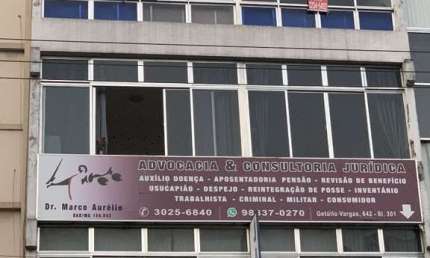 ADVOCACIA & CONSULTORIA JURÍDICA
AUXÍLIO DOENÇA - APOSENTADORIA PENSÃO - REVISÃO DE BENEFÍCIO
USUCAPIÃO - DESPEJO - REINTEGRAÇÃO DE POSSE - INVENTÁRIO
TRABALHISTA - CRIMINAL - MILITAR - CONSUMIDOR
Dr. Marco Aurélio
3025-6840 98837-0270 Getúlio Vargas, 642 - Sl. 301